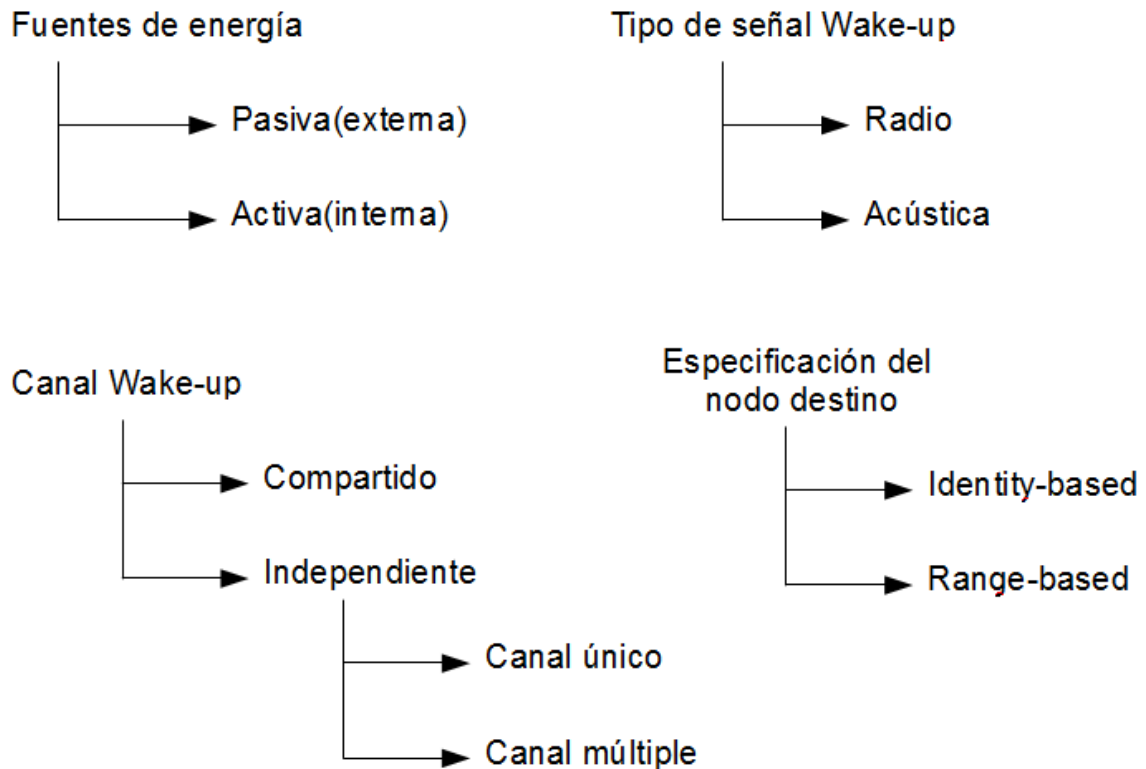 Fuentes de energía
Pasiva(externa)
Activa(interna)
Tipo de señal Wake-up
Radio
Acústica
Canal Wake-up
Compartido
Independiente
Canal único
Canal múltiple
Especificación del
nodo destino
Identity-based
Range-based